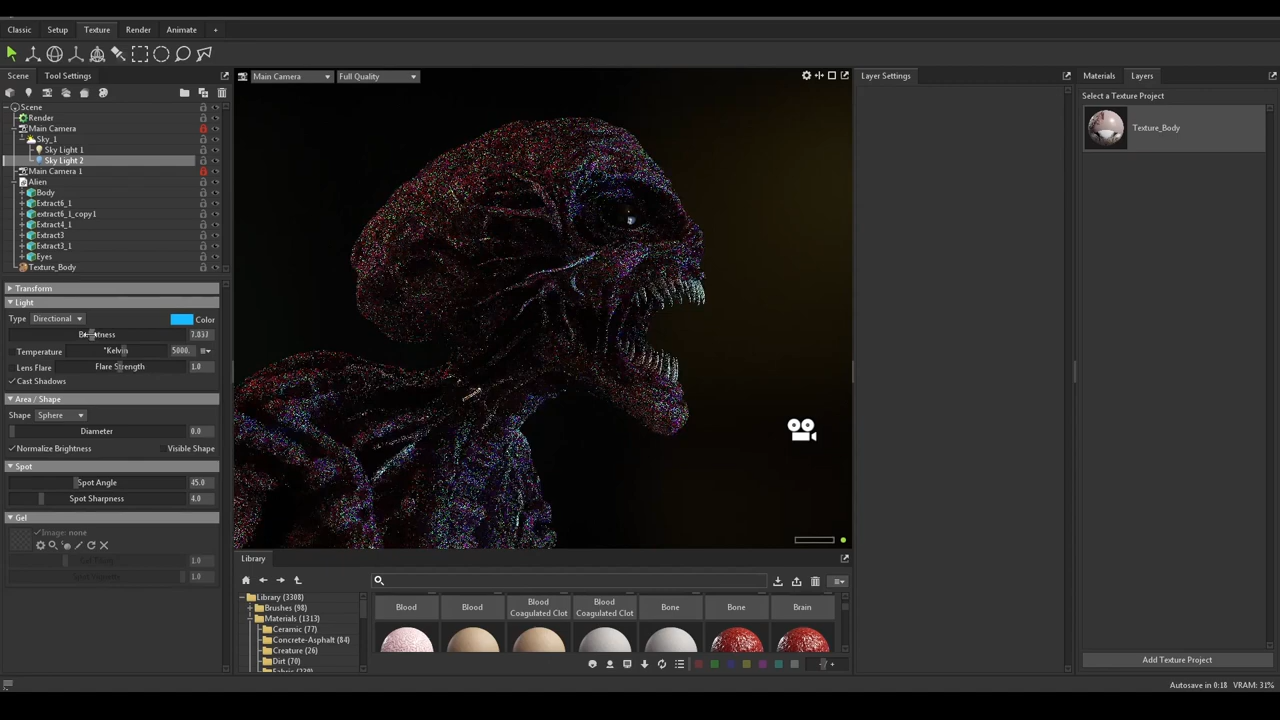 Classic Setup Texture Render Animate +
Scene Tool Settings
Main Camera Full Quality
Layer Settings
Materials Layers
Select a Texture Project
Texture_Body
Scene
Render
Main Camera
Sky_1
Sky Light 1
Sky Light 2
Main Camera 1
Alien
Body
Extract6_1
extract6_1_copy1
Extract4_1
Extract3
Extract3_1
Eyes
Texture_Body
Transform
Light
Type Directional Color
Brightness
Temperature °Kelvin 5000.
Lens Flare Flare Strength 1.0
Cast Shadows
Area / Shape
Shape Sphere
Diameter 0.0
Normalize Brightness Visible Shape
Spot
Spot Angle 45.0
Spot Sharpness 4.0
Gel
Image: none
1.0
1.0
Library
Library (3308)
Brushes (98)
Materials (1313)
Ceramic (77)
Concrete-Asphalt (84)
Creature (26)
Dirt (70)
Blood
Blood
Blood Coagulated Clot
Blood Coagulated Clot
Bone
Bone
Brain
Add Texture Project
Autosave in 0:18 VRAM: 31%